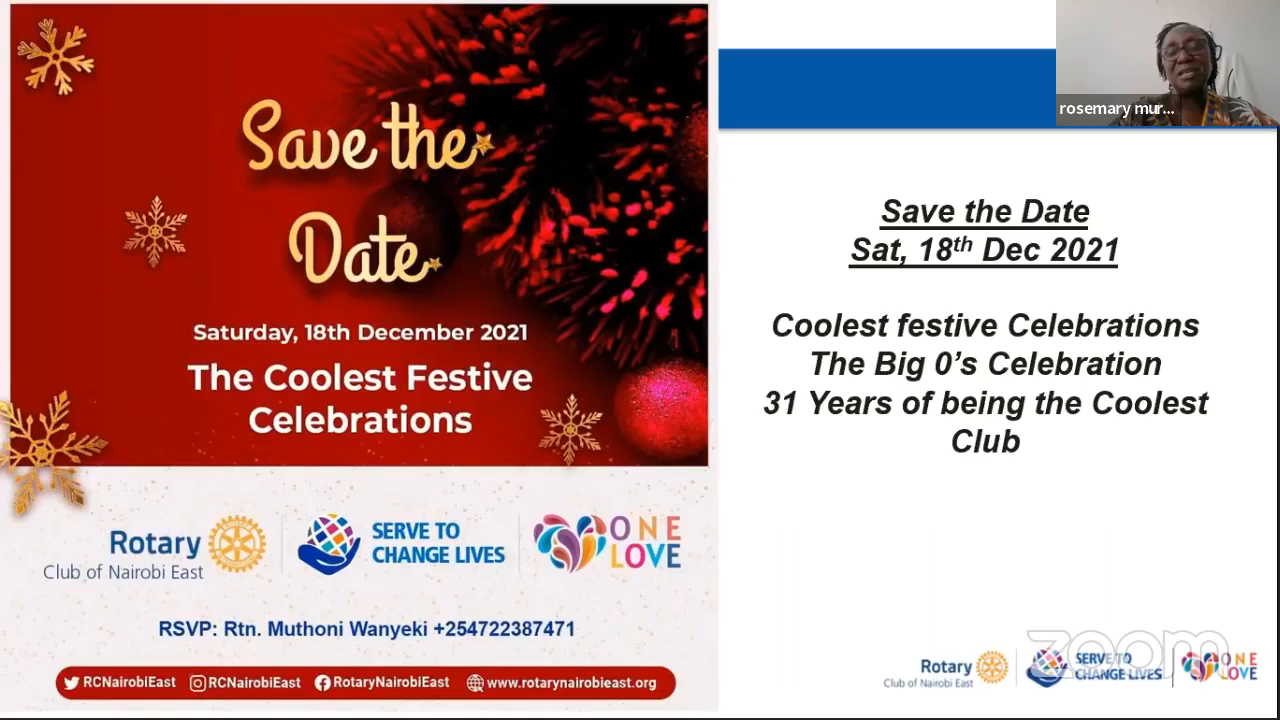 Save the
Date
Saturday, 18th December 2021
The Coolest Festive
Celebrations
Rotary
Club of Nairobi East
SERVE TO
CHANGE LIVES
ONE
LOVE
RSVP: Rtn. Muthoni Wanyeki +254722387471
RCNairobiEast RCNairobiEast RotaryNairobiEast www.rotarynairobieast.org
rosemary mur...
Save the Date
Sat, 18th Dec 2021
Coolest festive Celebrations
The Big 0’s Celebration
31 Years of being the Coolest
Club
zoom
Rotary
Club of Nairobi East
SERVE TO
CHANGE LIVES
ONE
LOVE